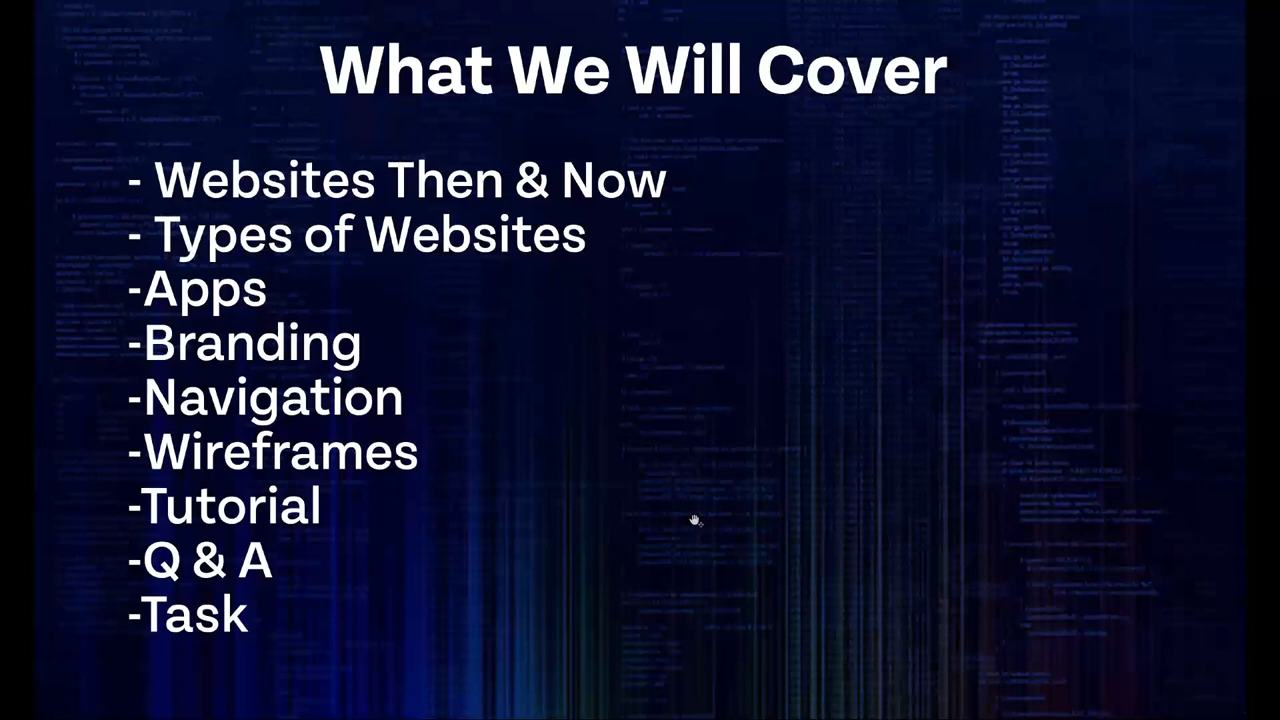 What We Will Cover
- Websites Then & Now
- Types of Websites
-Apps
-Branding
-Navigation
-Wireframes
-Tutorial
-Q & A
-Task